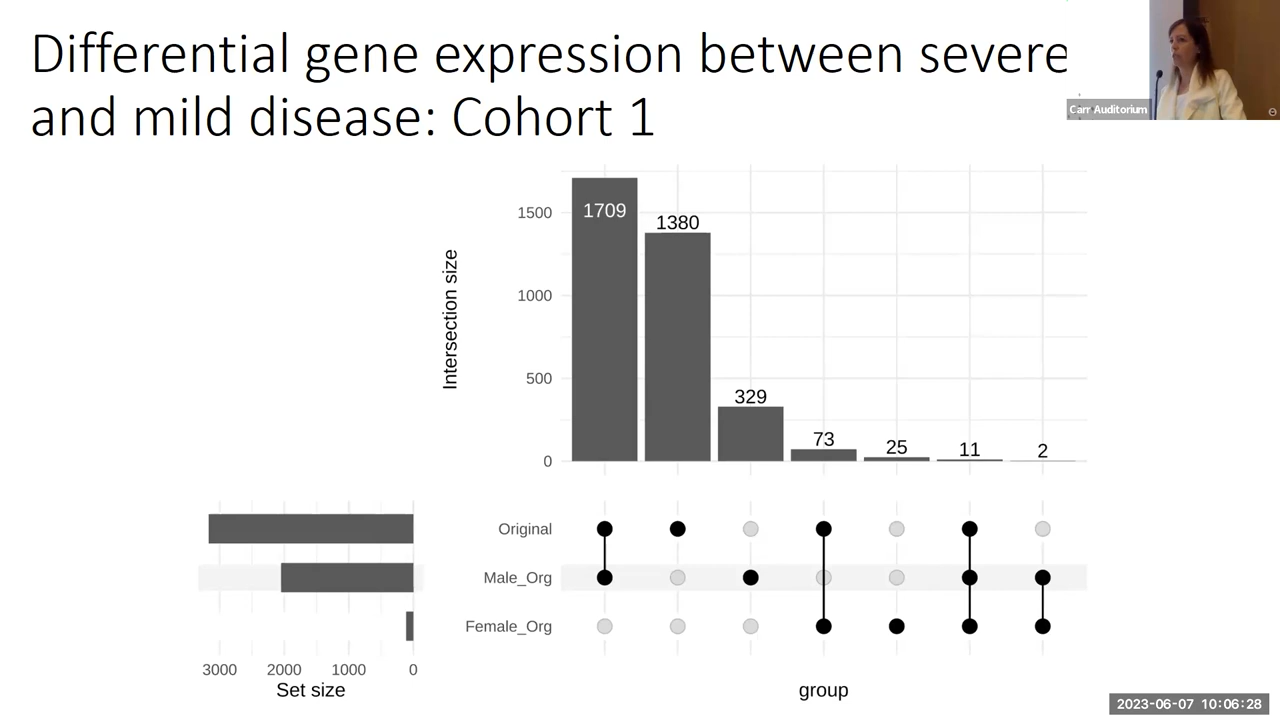 Differential gene expression between severe
and mild disease: Cohort 1
Carr Auditorium
Intersection size
1500
1000
500
0
1709
1380
329
73
25
11
2
Original
Male_Org
Female_Org
3000 2000 1000 0
Set size
group
2023-06-07 10:06:28